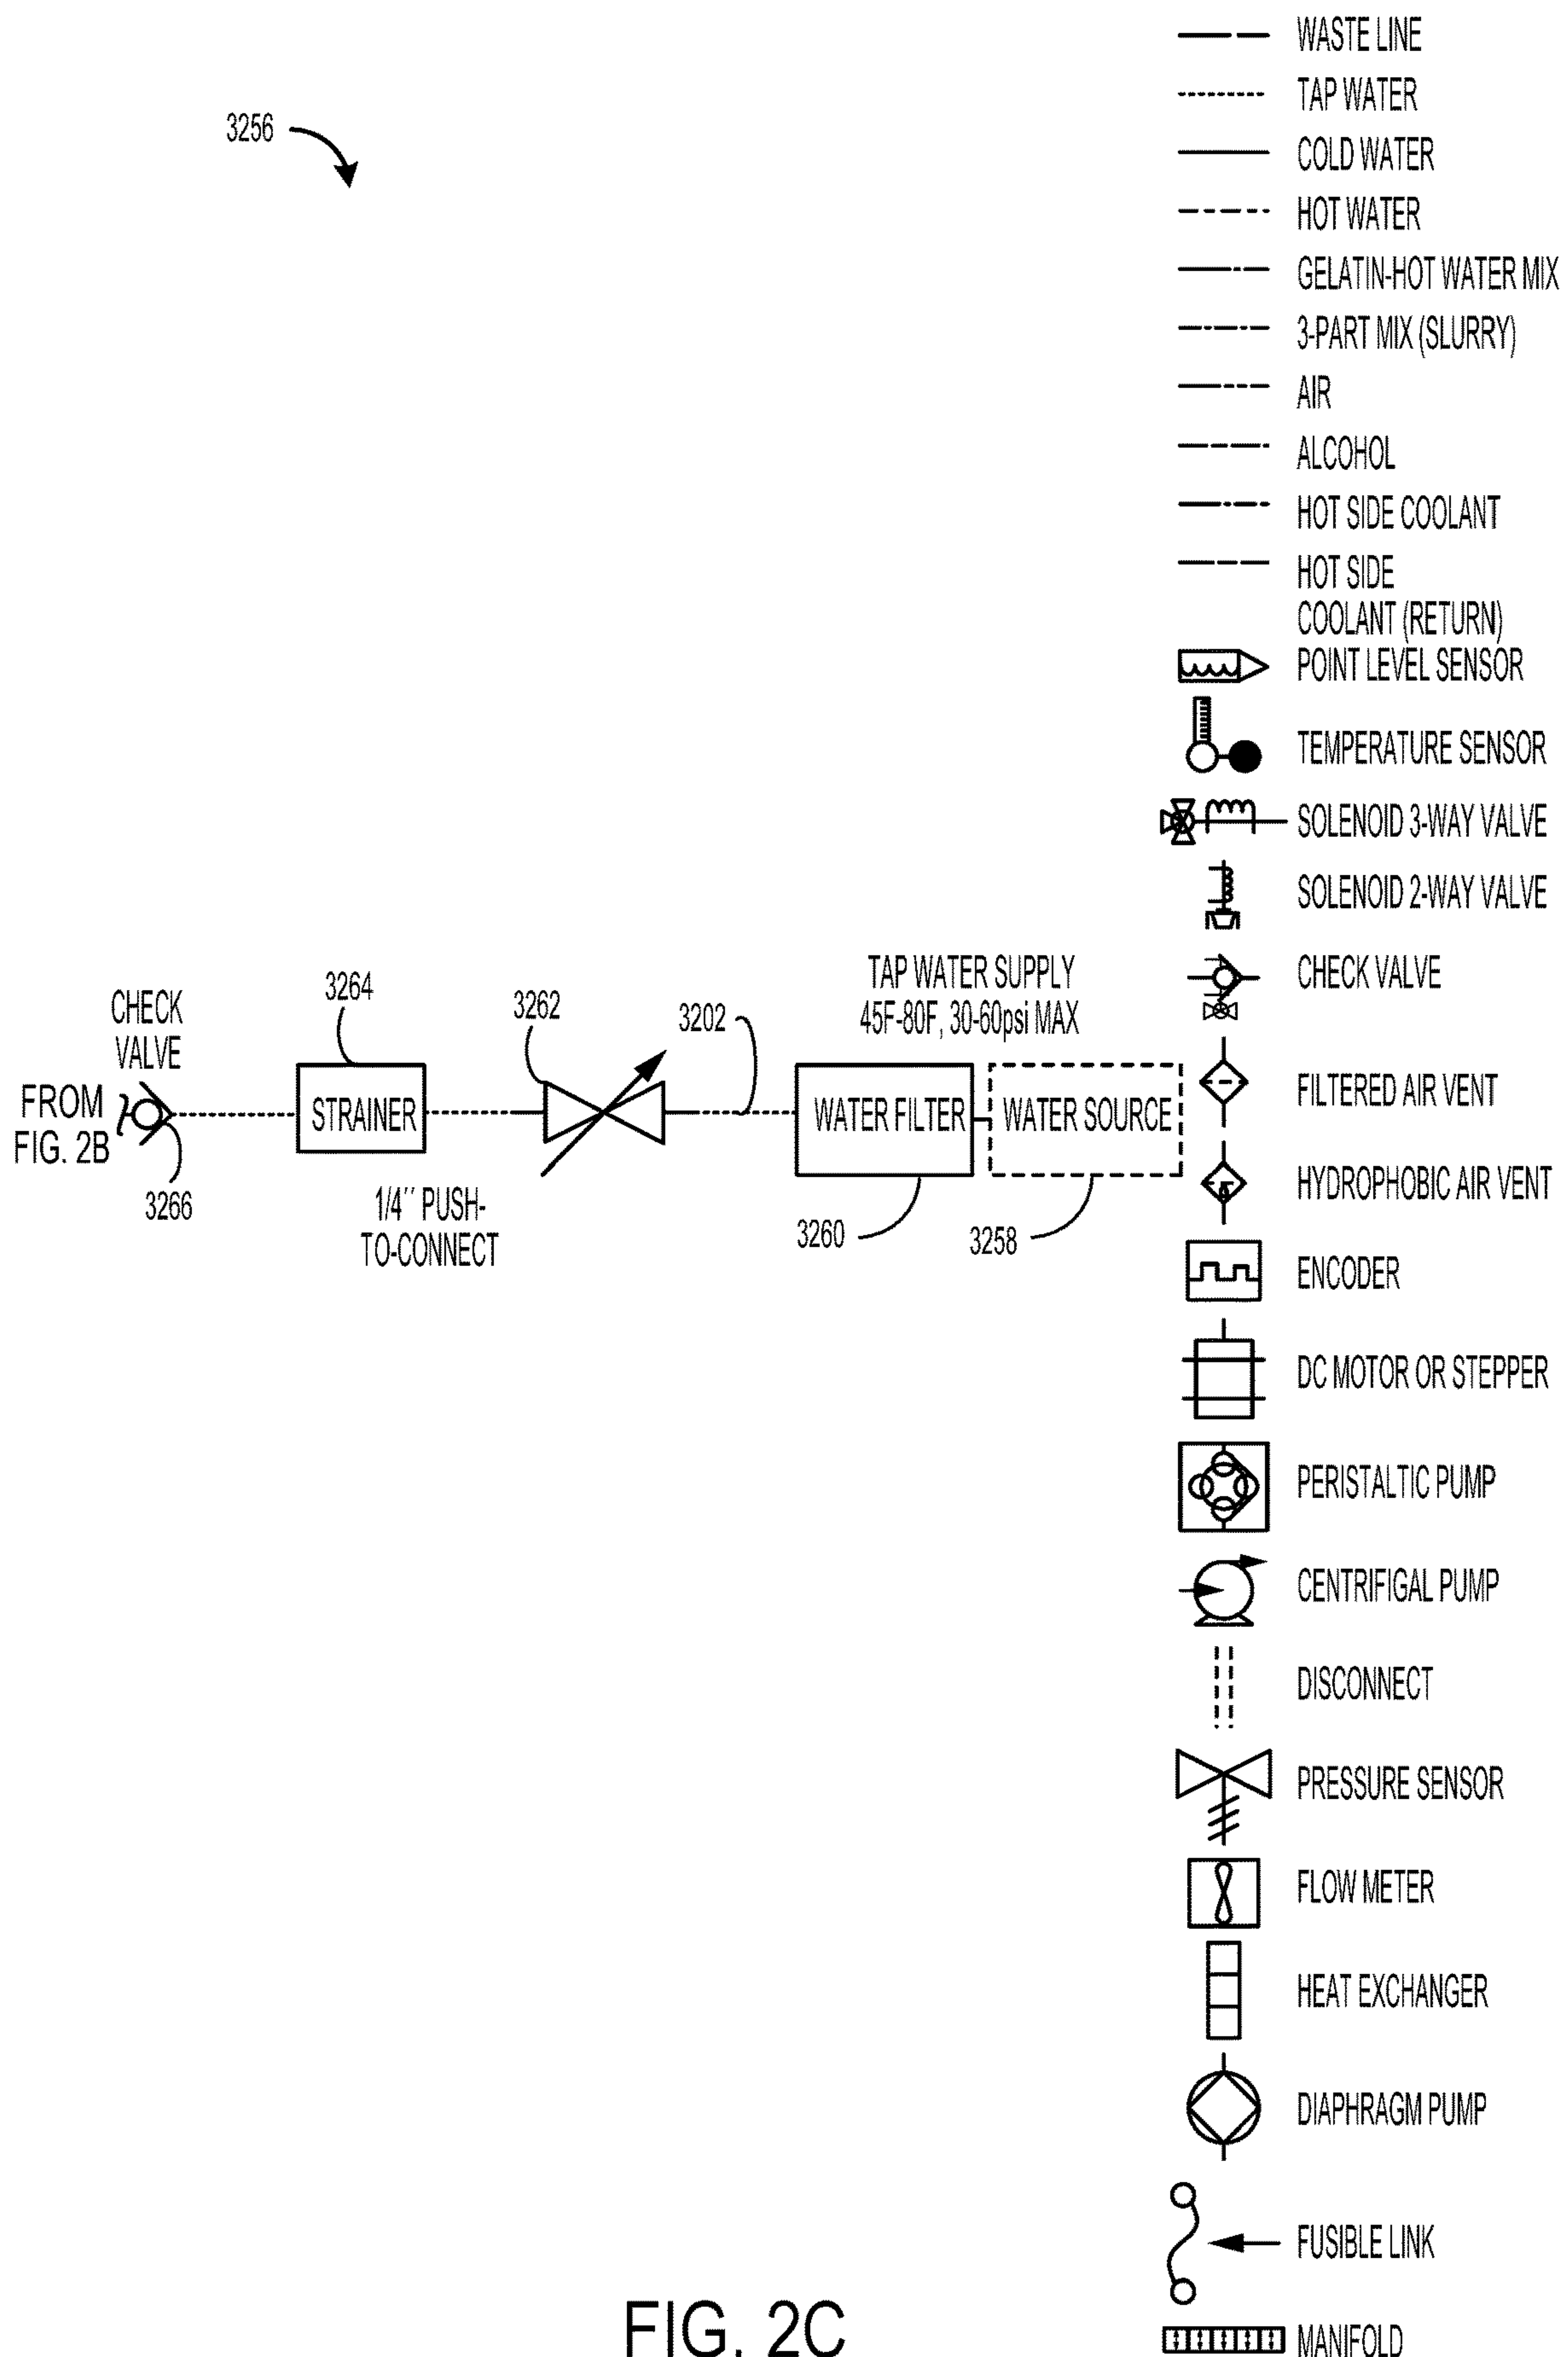 3256
CHECK
VALVE
FROM
FIG. 2B
3266
3264
STRAINER
1/4´´ PUSH-
TO-CONNECT
3262
3202
TAP WATER SUPPLY
45F-80F, 30-60psi MAX
WATER FILTER
WATER SOURCE
3260
3258
WASTE LINE
TAP WATER
COLD WATER
HOT WATER
GELATIN-HOT WATER MIX
3-PART MIX (SLURRY)
AIR
ALCOHOL
HOT SIDE COOLANT
HOT SIDE
COOLANT (RETURN)
POINT LEVEL SENSOR
TEMPERATURE SENSOR
SOLENOID 3-WAY VALVE
SOLENOID 2-WAY VALVE
CHECK VALVE
FILTERED AIR VENT
HYDROPHOBIC AIR VENT
ENCODER
DC MOTOR OR STEPPER
PERISTALTIC PUMP
CENTRIFIGAL PUMP
DISCONNECT
PRESSURE SENSOR
FLOW METER
HEAT EXCHANGER
DIAPHRAGM PUMP
FUSIBLE LINK
MANIFOLD
FIG. 2C